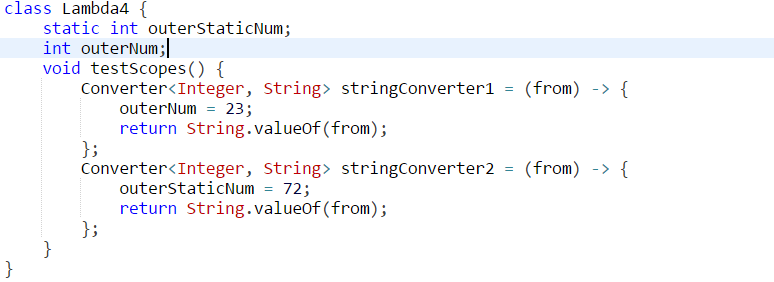 class Lambda4 {
    static int outerStaticNum;
    int outerNum;
    void testScopes() {
        Converter<Integer, String> stringConverter1 = (from) -> {
            outerNum = 23;
            return String.valueOf(from);
        };
        Converter<Integer, String> stringConverter2 = (from) -> {
            outerStaticNum = 72;
            return String.valueOf(from);
        };
    }
}